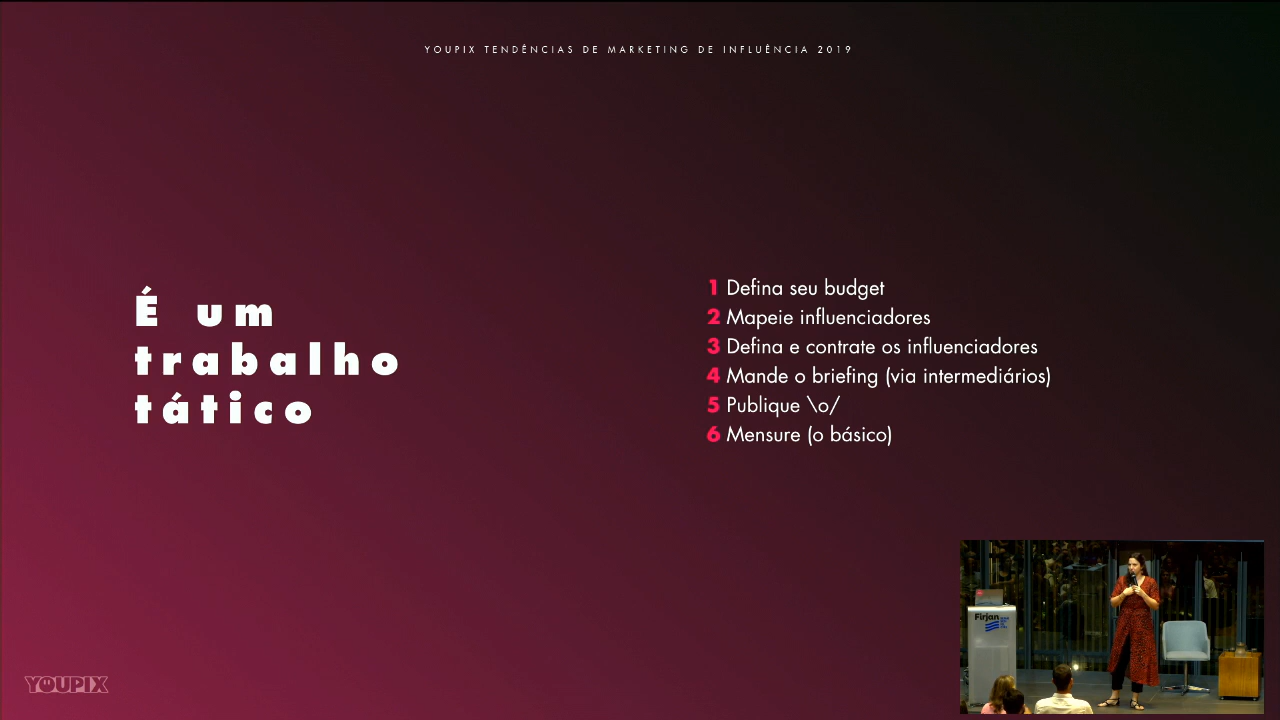 YOUPIX TENDÊNCIAS DE MARKETING DE INFLUÊNCIA 2019
É um
trabalho
tático
1 Defina seu budget
2 Mapeie influenciadores
3 Defina e contrate os influenciadores
4 Mande o briefing (via intermediários)
5 Publique \o/
6 Mensure (o básico)
Firjan
YOUPIX